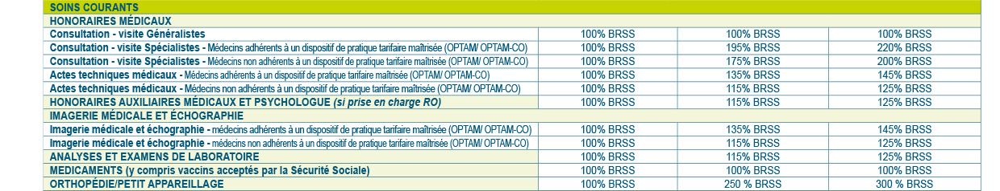 SOINS COURANTS
HONORAIRES MÉDICAUX
Consultation - visite Généralistes 100% BRSS 100% BRSS 100% BRSS
Consultation - visite Spécialistes - Médecins adhérents à un dispositif de pratique tarifaire maîtrisée (OPTAM/ OPTAM-CO) 100% BRSS 195% BRSS 220% BRSS
Consultation - visite Spécialistes - Médecins non adhérents à un dispositif de pratique tarifaire maîtrisée (OPTAM/ OPTAM-CO) 100% BRSS 175% BRSS 200% BRSS
Actes techniques médicaux - Médecins adhérents à un dispositif de pratique tarifaire maîtrisée (OPTAM/ OPTAM-CO) 100% BRSS 135% BRSS 145% BRSS
Actes techniques médicaux - Médecins non adhérents à un dispositif de pratique tarifaire maîtrisée (OPTAM/ OPTAM-CO) 100% BRSS 115% BRSS 125% BRSS
HONORAIRES AUXILIAIRES MÉDICAUX ET PSYCHOLOGUE (si prise en charge RO) 100% BRSS 115% BRSS 125% BRSS
IMAGERIE MÉDICALE ET ÉCHOGRAPHIE
Imagerie médicale et échographie - médecins adhérents à un dispositif de pratique tarifaire maîtrisée (OPTAM/ OPTAM-CO) 100% BRSS 135% BRSS 145% BRSS
Imagerie médicale et échographie - médecins non adhérents à un dispositif de pratique tarifaire maîtrisée (OPTAM/ OPTAM-CO) 100% BRSS 115% BRSS 125% BRSS
ANALYSES ET EXAMENS DE LABORATOIRE 100% BRSS 115% BRSS 125% BRSS
MEDICAMENTS (y compris vaccins acceptés par la Sécurité Sociale) 100% BRSS 100% BRSS 100% BRSS
ORTHOPÉDIE/PETIT APPAREILLAGE 100% BRSS 250 % BRSS 300 % BRSS